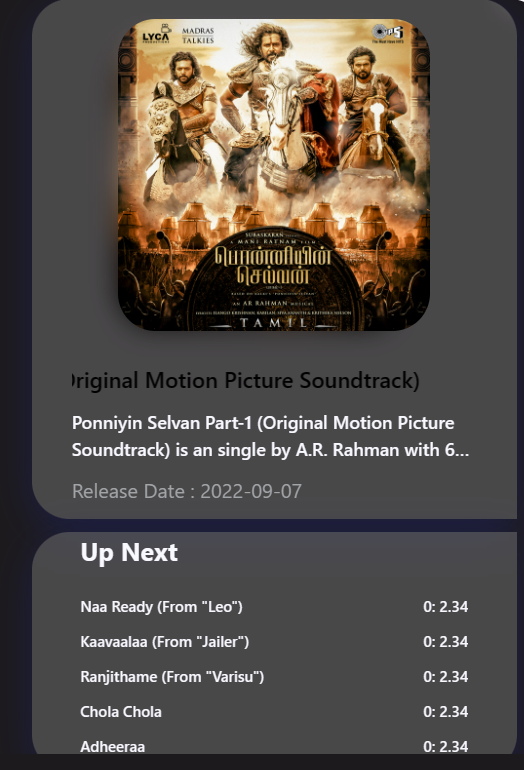 LYCA
PRODUCTIONS
MADRAS
TALKIES
TIPS
SUBASKARAN
A MANI RATNAM FILM
பொன்னியின்
செல்வன்
AN AR RAHMAN MUSICAL
TAMIL
Original Motion Picture Soundtrack)
Ponniyin Selvan Part-1 (Original Motion Picture
Soundtrack) is an single by A.R. Rahman with 6...
Release Date : 2022-09-07
Up Next
Naa Ready (From "Leo") 0: 2.34
Kaavaalaa (From "Jailer") 0: 2.34
Ranjithame (From "Varisu") 0: 2.34
Chola Chola 0: 2.34
Adheeraa 0: 2.34